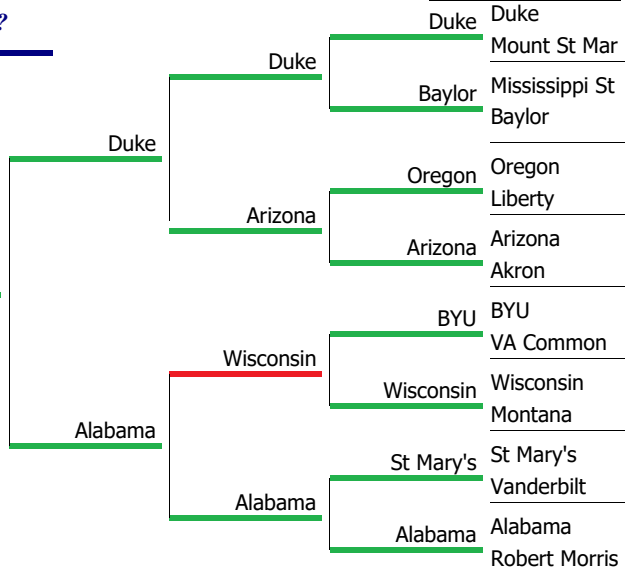 ?
Duke
Duke
Mount St Mar
Duke
Baylor
Mississippi St
Baylor
Duke
Oregon
Oregon
Liberty
Arizona
Arizona
Arizona
Akron
BYU
BYU
VA Common
Wisconsin
Wisconsin
Wisconsin
Montana
Alabama
St Mary's
St Mary's
Vanderbilt
Alabama
Alabama
Alabama
Robert Morris